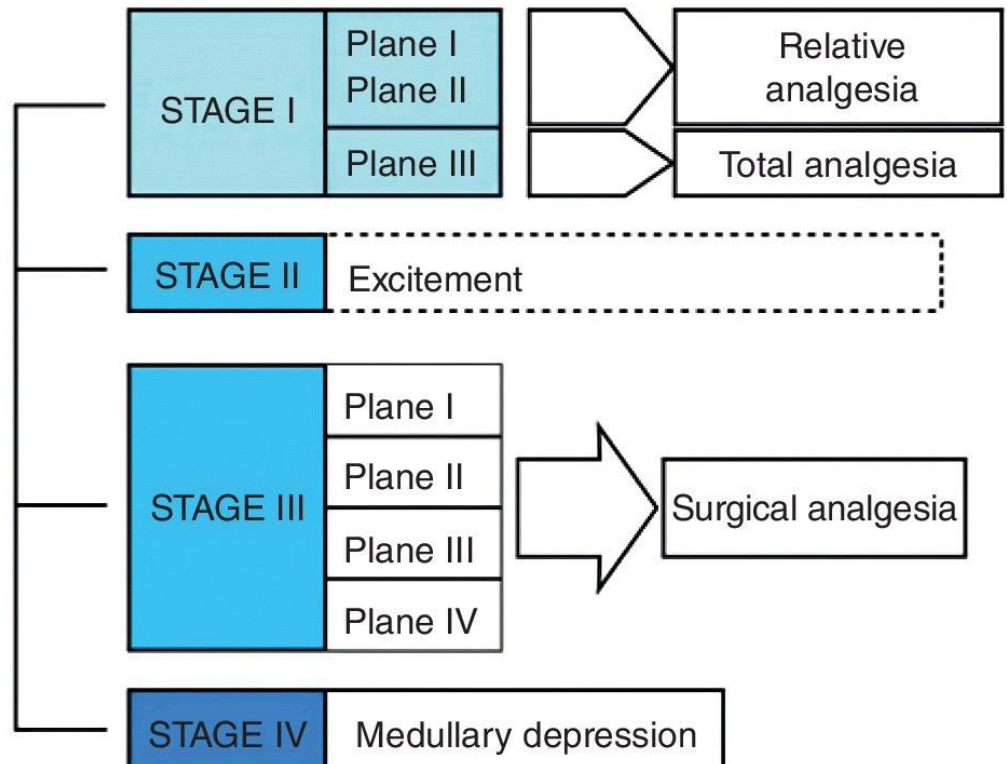 STAGE I
Plane I
Plane II
Plane III
Relative
analgesia
Total analgesia
STAGE II
Excitement
STAGE III
Plane I
Plane II
Plane III
Plane IV
Surgical analgesia
STAGE IV
Medullary depression